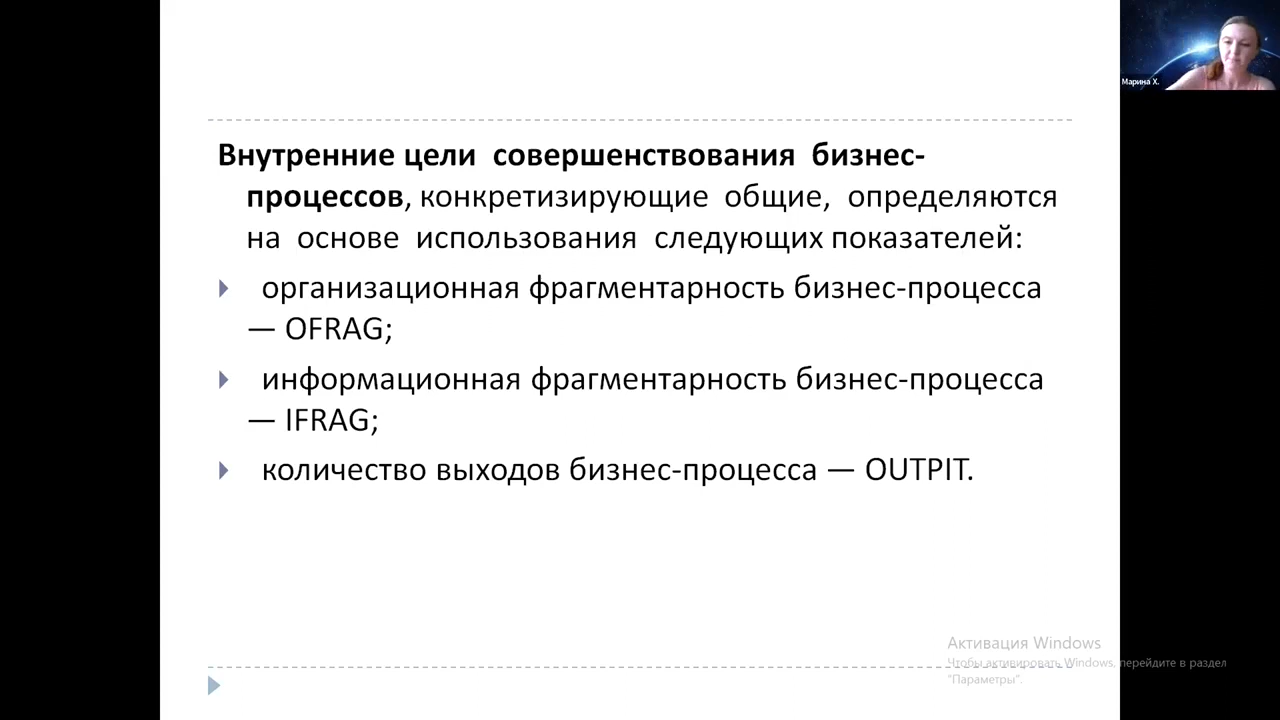 Марина Х.
Внутренние цели совершенствования бизнес-
процессов, конкретизирующие общие, определяются
на основе использования следующих показателей:
организационная фрагментарность бизнес-процесса
— OFRAG;
информационная фрагментарность бизнес-процесса
— IFRAG;
количество выходов бизнес-процесса — OUTPIT.
Активация Windows
Чтобы активировать Windows, перейдите в раздел
"Параметры".